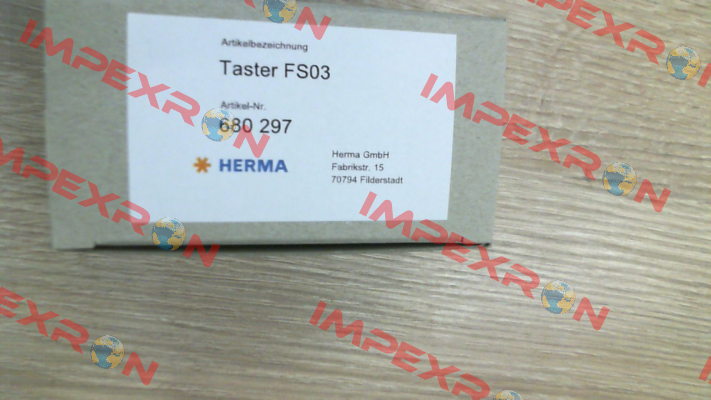 Artikelbezeichnung
Taster FS03
Artikel-Nr.
680 297
HERMA
Herma GmbH
Fabrikstr. 15
70794 Filderstadt
IMPEXRON
IMPEXRON
IMPEXRON
IMPEXRON
IMPEXRON
IMPEXRON
IMPEXRON